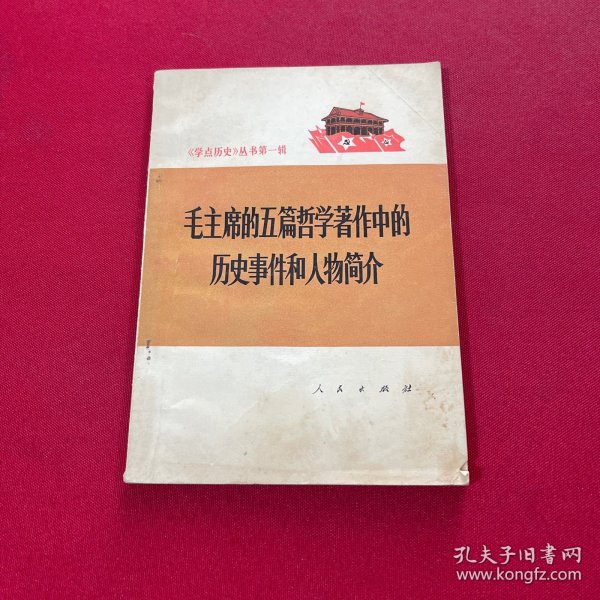 《学点历史》丛书第一辑
毛主席的五篇哲学著作中的
历史事件和人物简介
人民出版社
孔夫子旧书网
www.kongfz.com